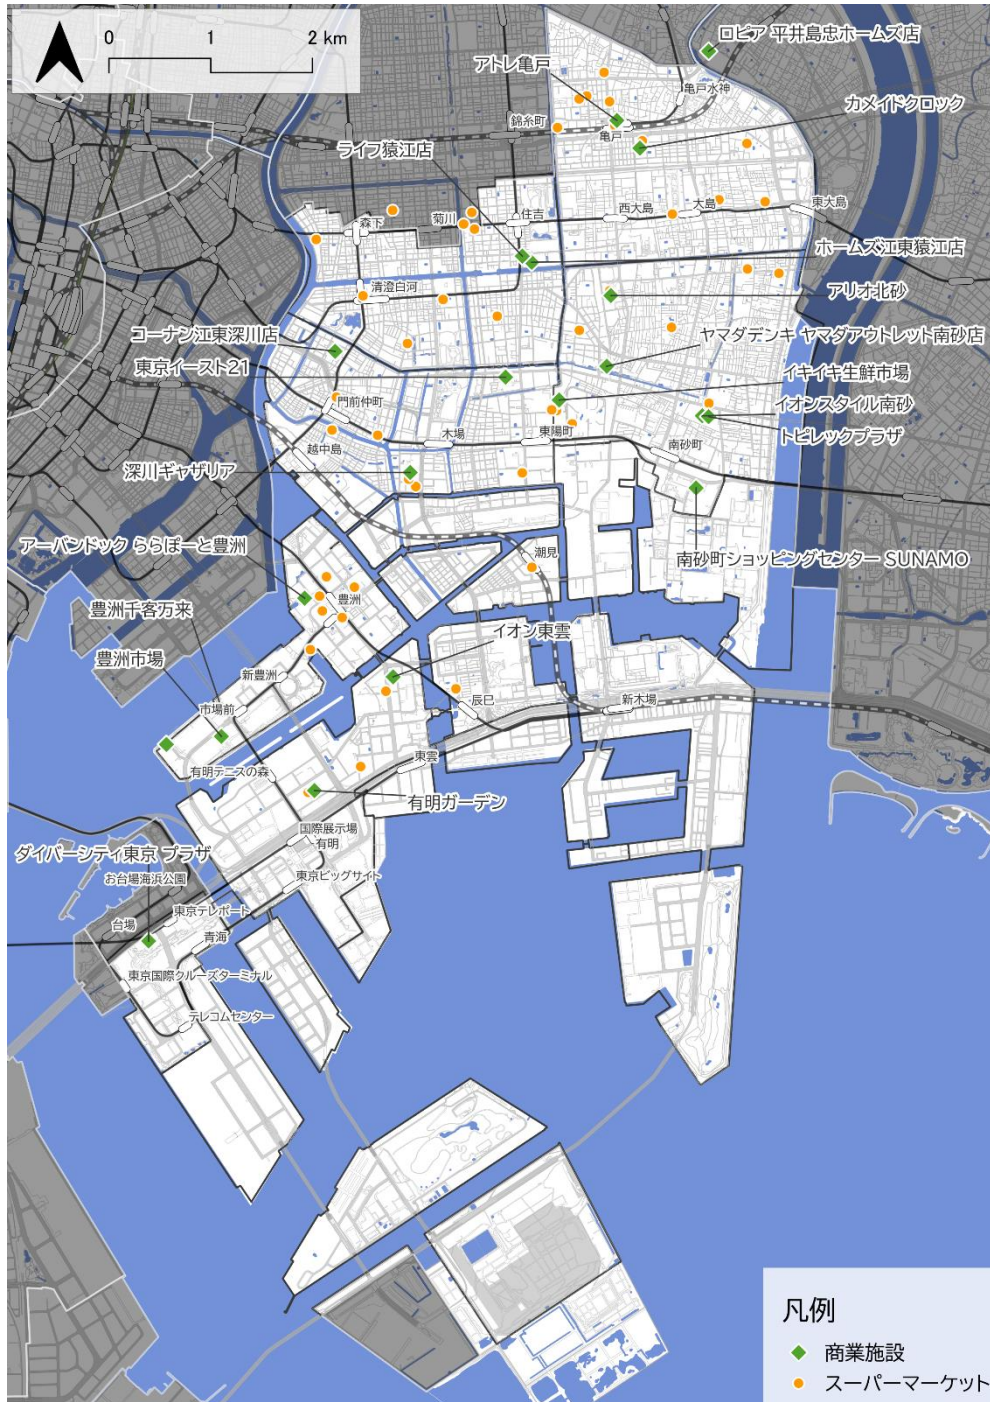 0 1 2 km
ロピア 平井島忠ホームズ店
アトレ亀戸
亀戸水神
カメイドクロック
錦糸町
亀戸
ライフ猿江店
森下
菊川
住吉
西大島
大島
東大島
ホームズ江東猿江店
清澄白河
アリオ北砂
コーナン江東深川店
ヤマダデンキ ヤマダアウトレット南砂店
東京イースト21
イキイキ生鮮市場
門前仲町
イオンスタイル南砂
木場
東陽町
トピレックプラザ
越中島
南砂町
深川ギャザリア
アーバンドック ららぽーと豊洲
潮見
南砂町ショッピングセンター SUNAMO
豊洲
豊洲千客万来
イオン東雲
豊洲市場
新豊洲
辰巳
新木場
市場前
東雲
有明テニスの森
有明ガーデン
国際展示場
有明
ダイバーシティ東京 プラザ
お台場海浜公園
東京ビッグサイト
東京テレポート
台場
青海
東京国際クルーズターミナル
テレコムセンター
凡例
商業施設
スーパーマーケット